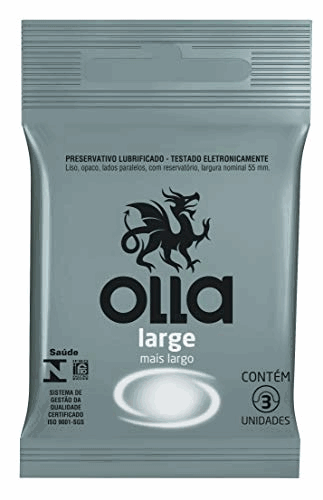 PRESERVATIVO LUBRIFICADO - TESTADO ELETRONICAMENTE
Liso, opaco, lados paralelos, com reservatório, largura nominal 55 mm.
olla
large
mais largo
Saúde
N
SISTEMA DE
GESTÃO DA
QUALIDADE
CERTIFICADO
ISO 9001-SGS
CONTÉM
3
UNIDADES